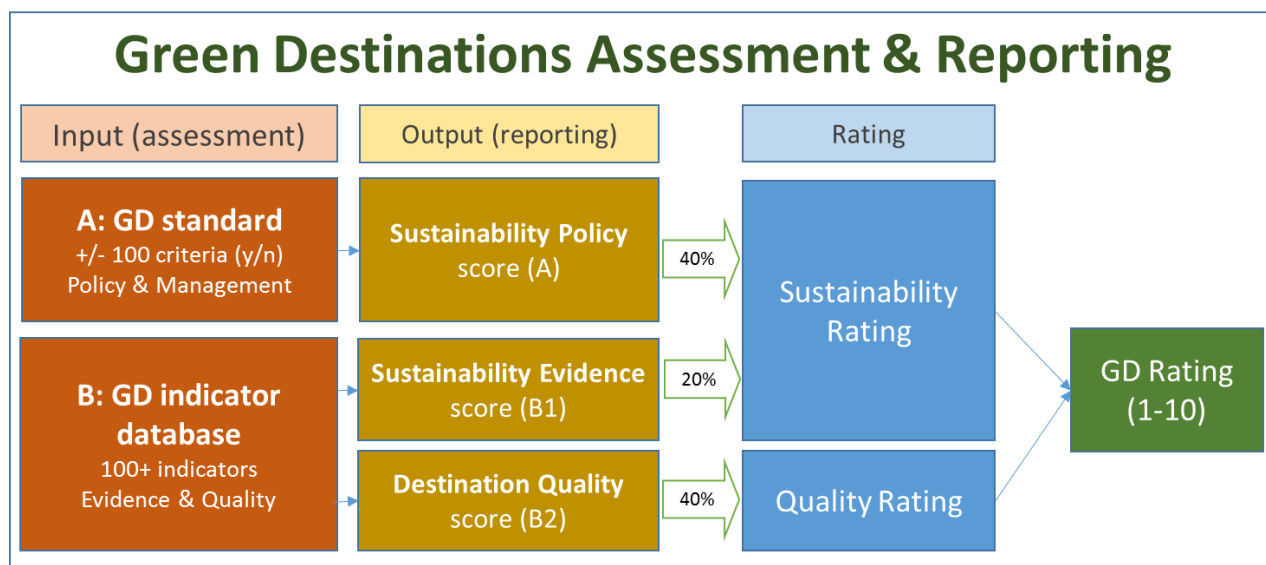 Green Destinations Assessment & Reporting
Input (assessment)
Output (reporting)
Rating
A: GD standard
+/- 100 criteria (y/n)
Policy & Management
Sustainability Policy
score (A)
40%
Sustainability
Rating
B: GD indicator
database
100+ indicators
Evidence & Quality
Sustainability Evidence
score (B1)
20%
Destination Quality
score (B2)
40%
Quality Rating
GD Rating
(1-10)